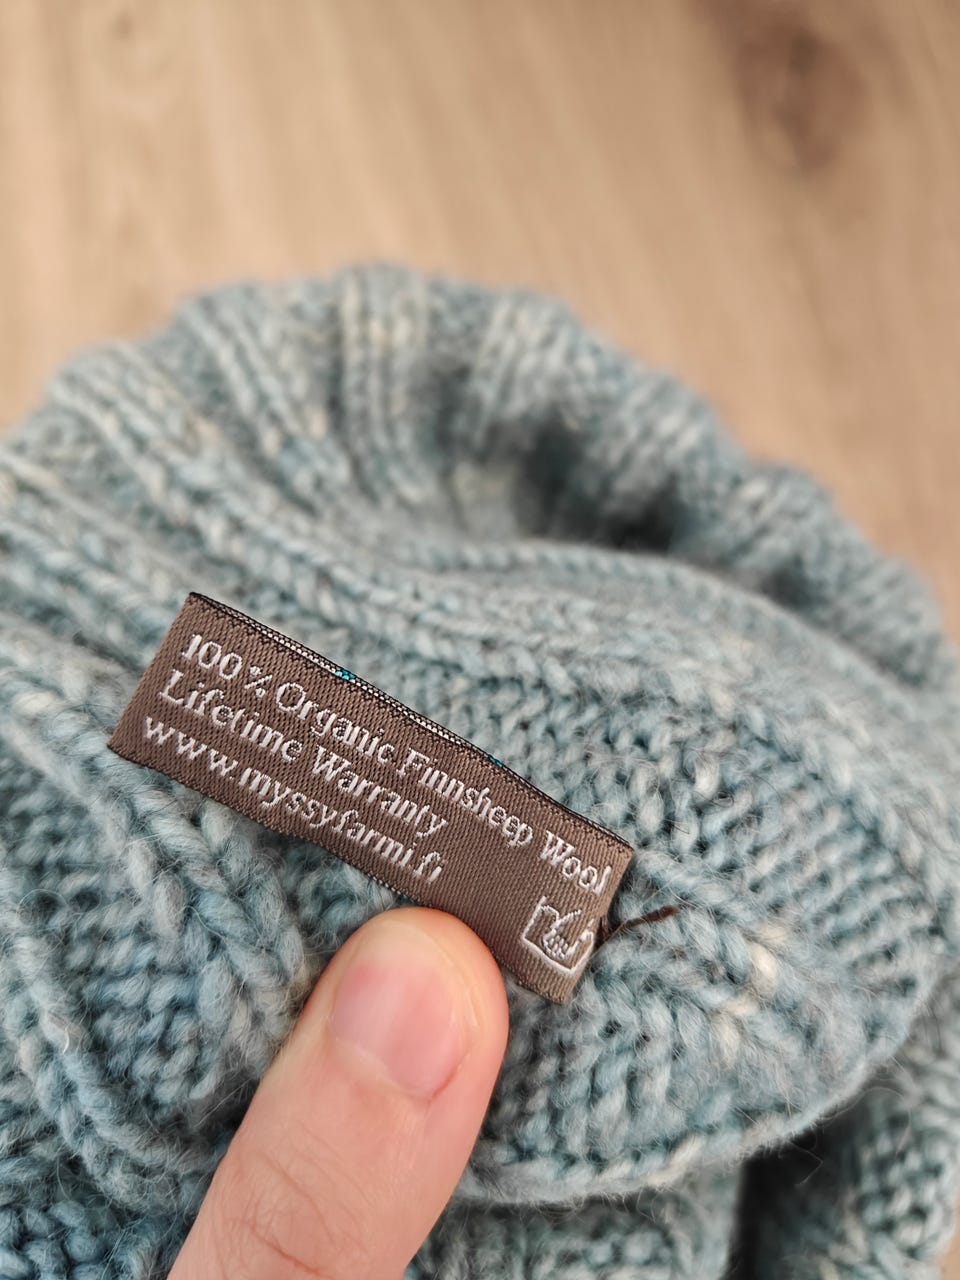 100% Organic Finnsheep Wool
Lifetime Warranty
www.myssyfarmi.fi